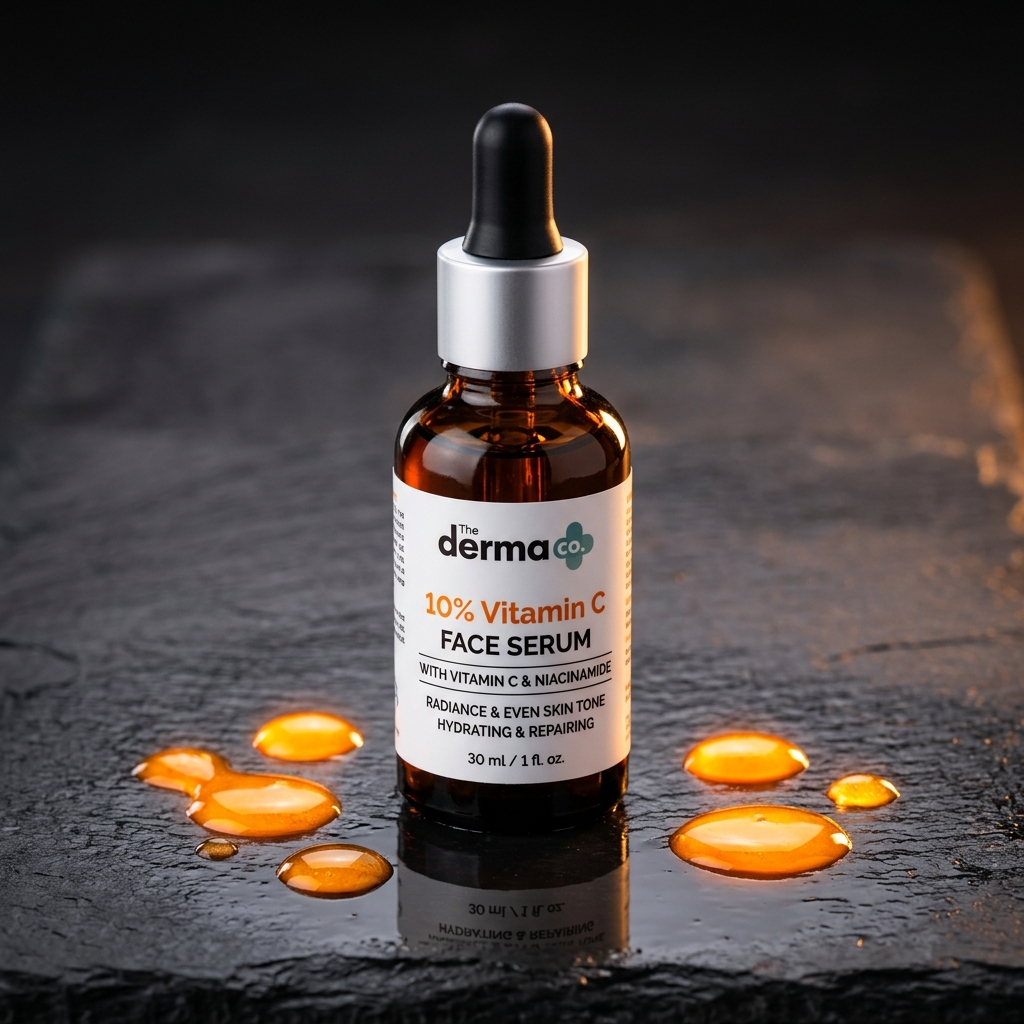 The
derma co.
10% Vitamin C
FACE SERUM
WITH VITAMIN C & NIACINAMIDE
RADIANCE & EVEN SKIN TONE
HYDRATING & REPAIRING
30 ml / 1 fl. oz.